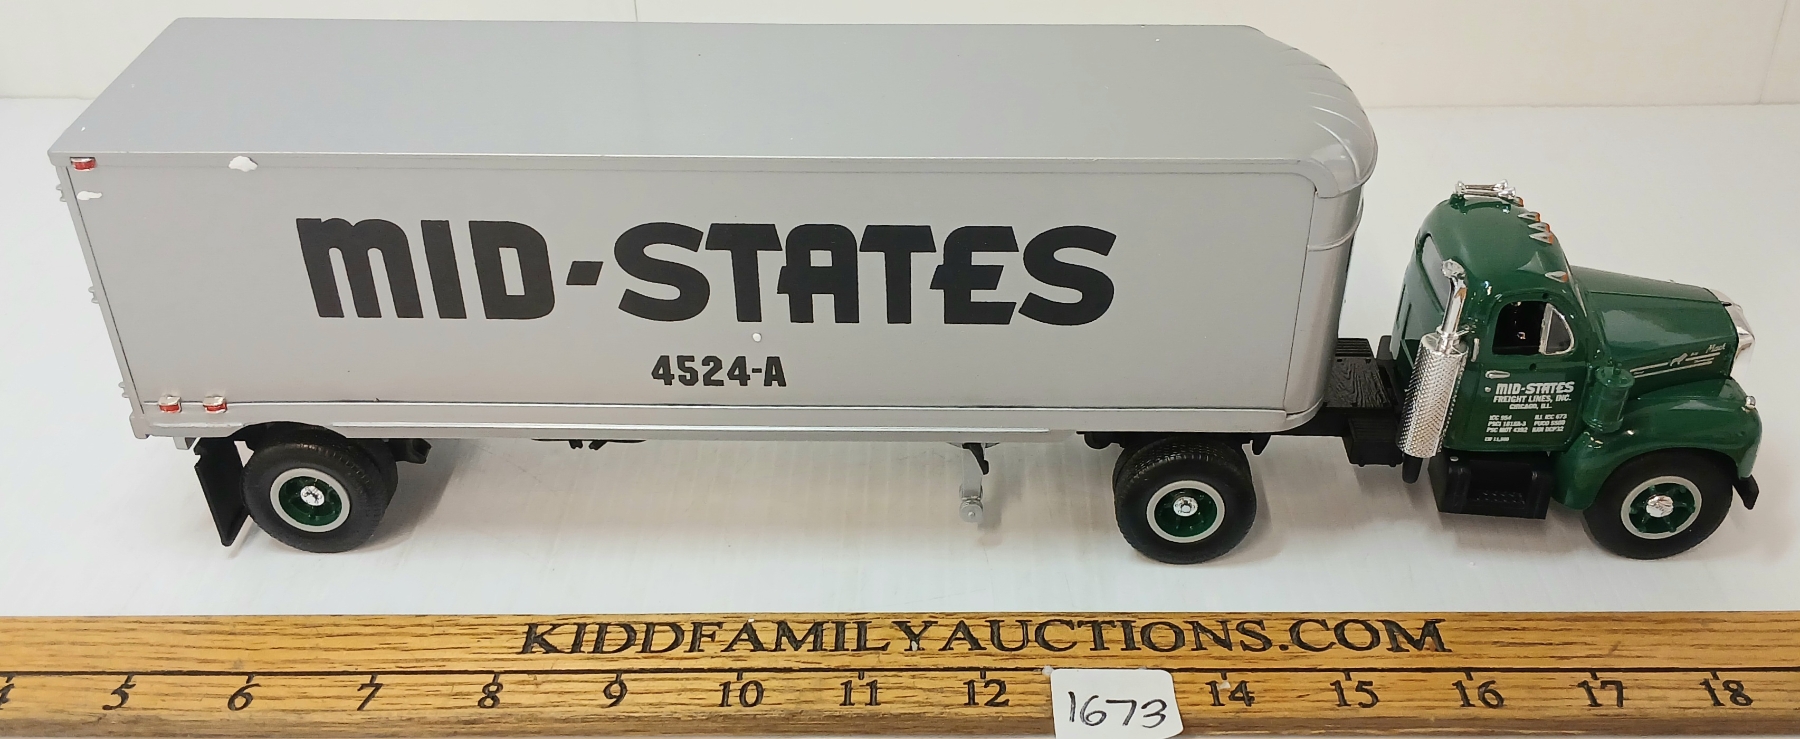 MID-STATES
4524-A
Mack
MID-STATES
FREIGHT LINES, INC.
CHICAGO, ILL.
KIDDFAMILYAUCTIONS.COM
4 5 6 7 8 9 10 11 12 14 15 16 17 18
1673